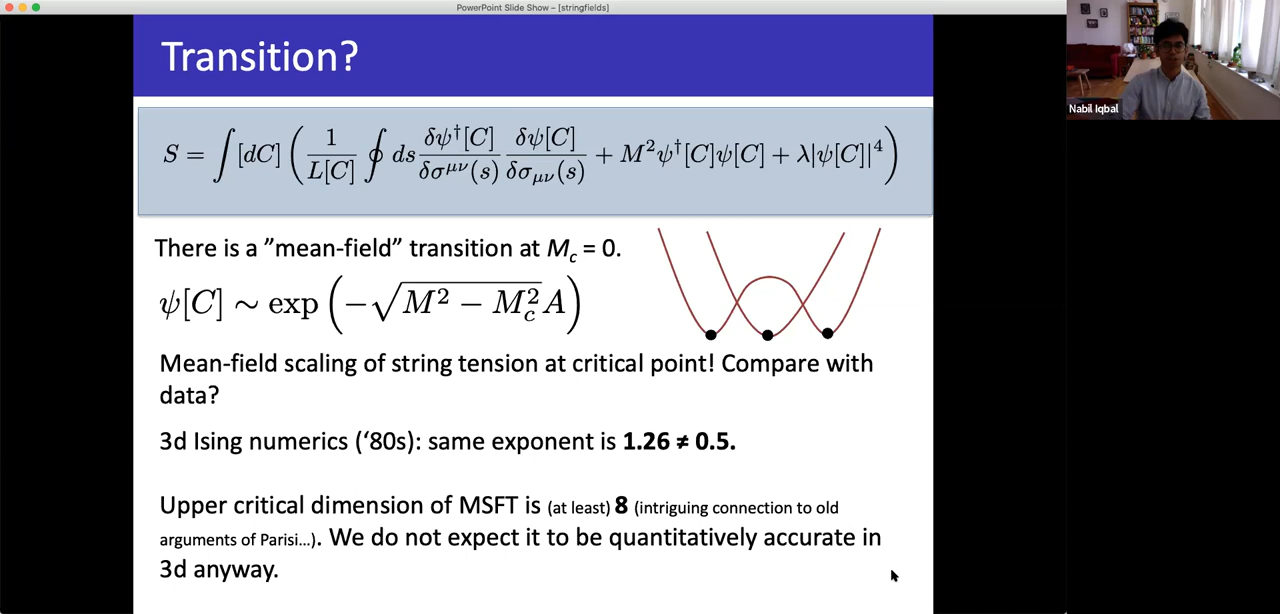 PowerPoint Slide Show – [stringfields]
Transition?
S = ∫[dC] ( 1/L[C] ∮ ds δψ†[C]/δσ^{μν}(s) δψ[C]/δσ_{μν}(s) + M²ψ†[C]ψ[C] + λ|ψ[C]|⁴ )
There is a ”mean-field” transition at M_c = 0.
ψ[C] ∼ exp ( −√(M² − M_c²) A )
Mean-field scaling of string tension at critical point! Compare with
data?
3d Ising numerics (‘80s): same exponent is 1.26 ≠ 0.5.
Upper critical dimension of MSFT is (at least) 8 (intriguing connection to old
arguments of Parisi…). We do not expect it to be quantitatively accurate in
3d anyway.
Nabil Iqbal